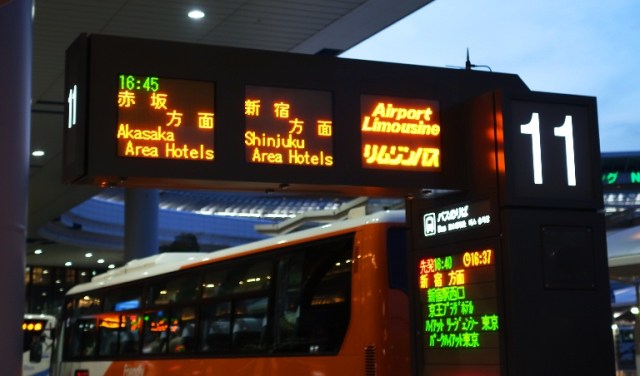 11
16:45
赤坂
方面
Akasaka
Area Hotels
新宿
方面
Shinjuku
Area Hotels
Airport
Limousine
リムジンバス
11
バスのりば
Bus
先発16:40 16:37
新宿 方面
新宿駅西口
京王プラザホテル
ハイアット リージェンシー 東京
パークハイアット東京